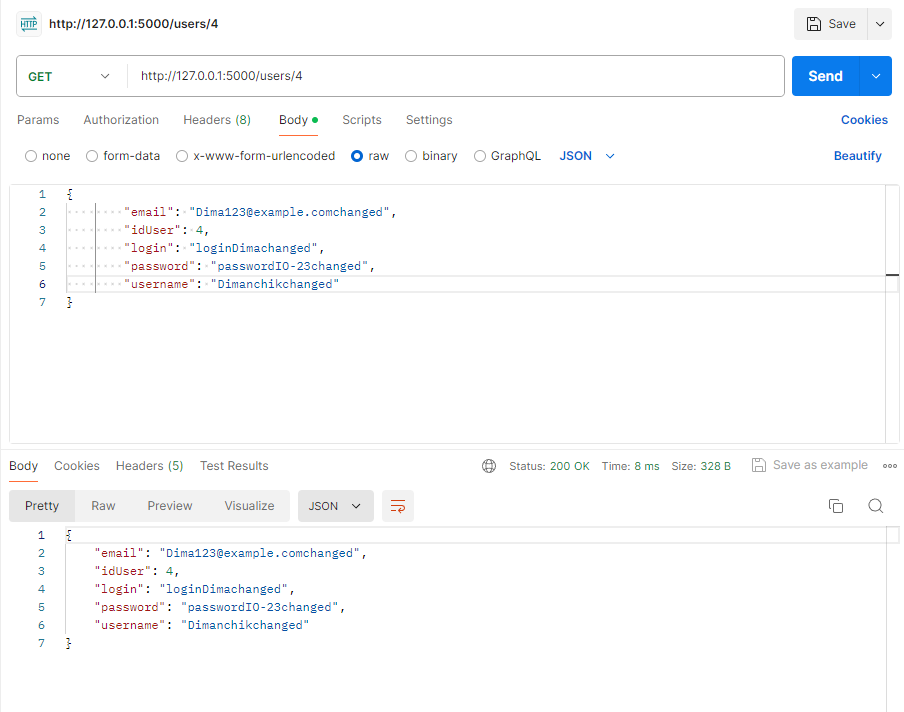 HTTP http://127.0.0.1:5000/users/4 Save
GET http://127.0.0.1:5000/users/4 Send
Params Authorization Headers (8) Body Scripts Settings Cookies
none form-data x-www-form-urlencoded raw binary GraphQL JSON Beautify
1 {
2 "email": "Dima123@example.comchanged",
3 "idUser": 4,
4 "login": "loginDimachanged",
5 "password": "passwordIO-23changed",
6 "username": "Dimanchikchanged"
7 }
Body Cookies Headers (5) Test Results Status: 200 OK Time: 8 ms Size: 328 B Save as example
Pretty Raw Preview Visualize JSON
1 {
2 "email": "Dima123@example.comchanged",
3 "idUser": 4,
4 "login": "loginDimachanged",
5 "password": "passwordIO-23changed",
6 "username": "Dimanchikchanged"
7 }